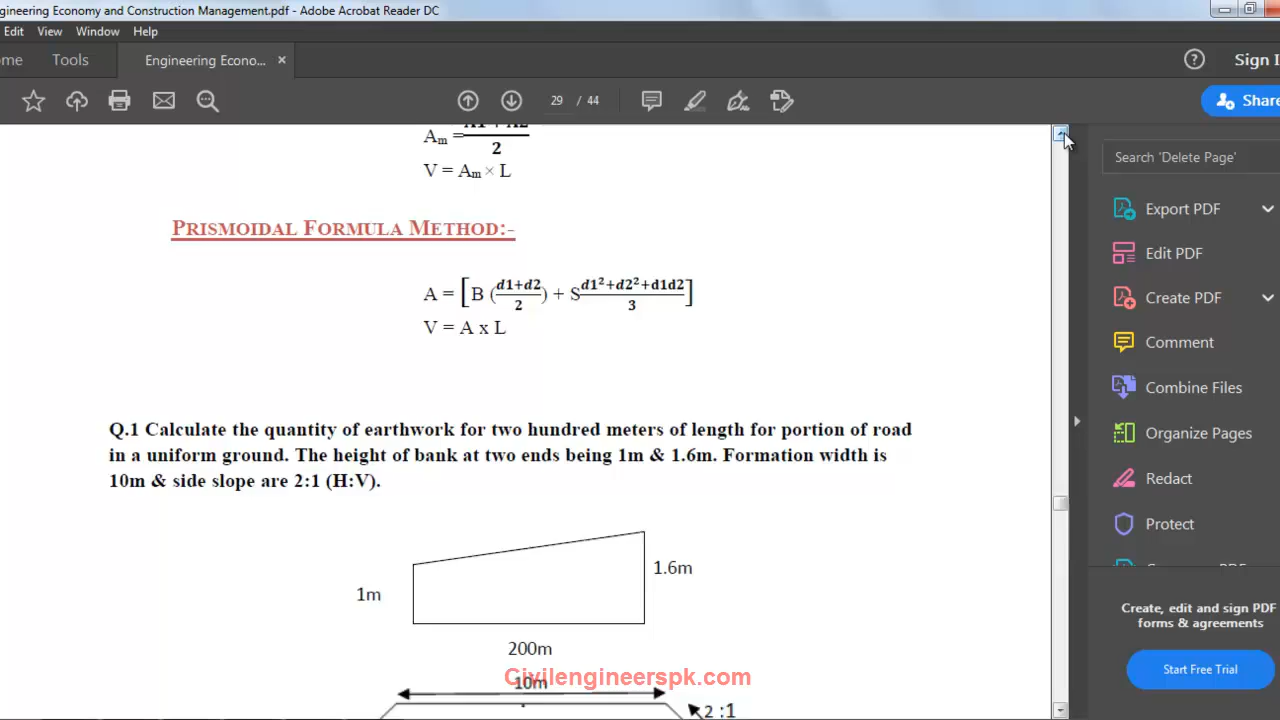 ngineering Economy and Construction Management.pdf - Adobe Acrobat Reader DC
Edit View Window Help
ome Tools Engineering Econo... × ? Sign I
29 / 44 Share
Aₘ = A1 + A2 / 2
V = Aₘ × L
PRISMOIDAL FORMULA METHOD:-
A = [B (d1+d2 / 2) + S d1²+d2²+d1d2 / 3]
V = A x L
Q.1 Calculate the quantity of earthwork for two hundred meters of length for portion of road
in a uniform ground. The height of bank at two ends being 1m & 1.6m. Formation width is
10m & side slope are 2:1 (H:V).
1.6m
1m
200m
Civilengineerspk.com
10m
2 :1
Search 'Delete Page'
Export PDF
Edit PDF
Create PDF
Comment
Combine Files
Organize Pages
Redact
Protect
Create, edit and sign PDF
forms & agreements
Start Free Trial